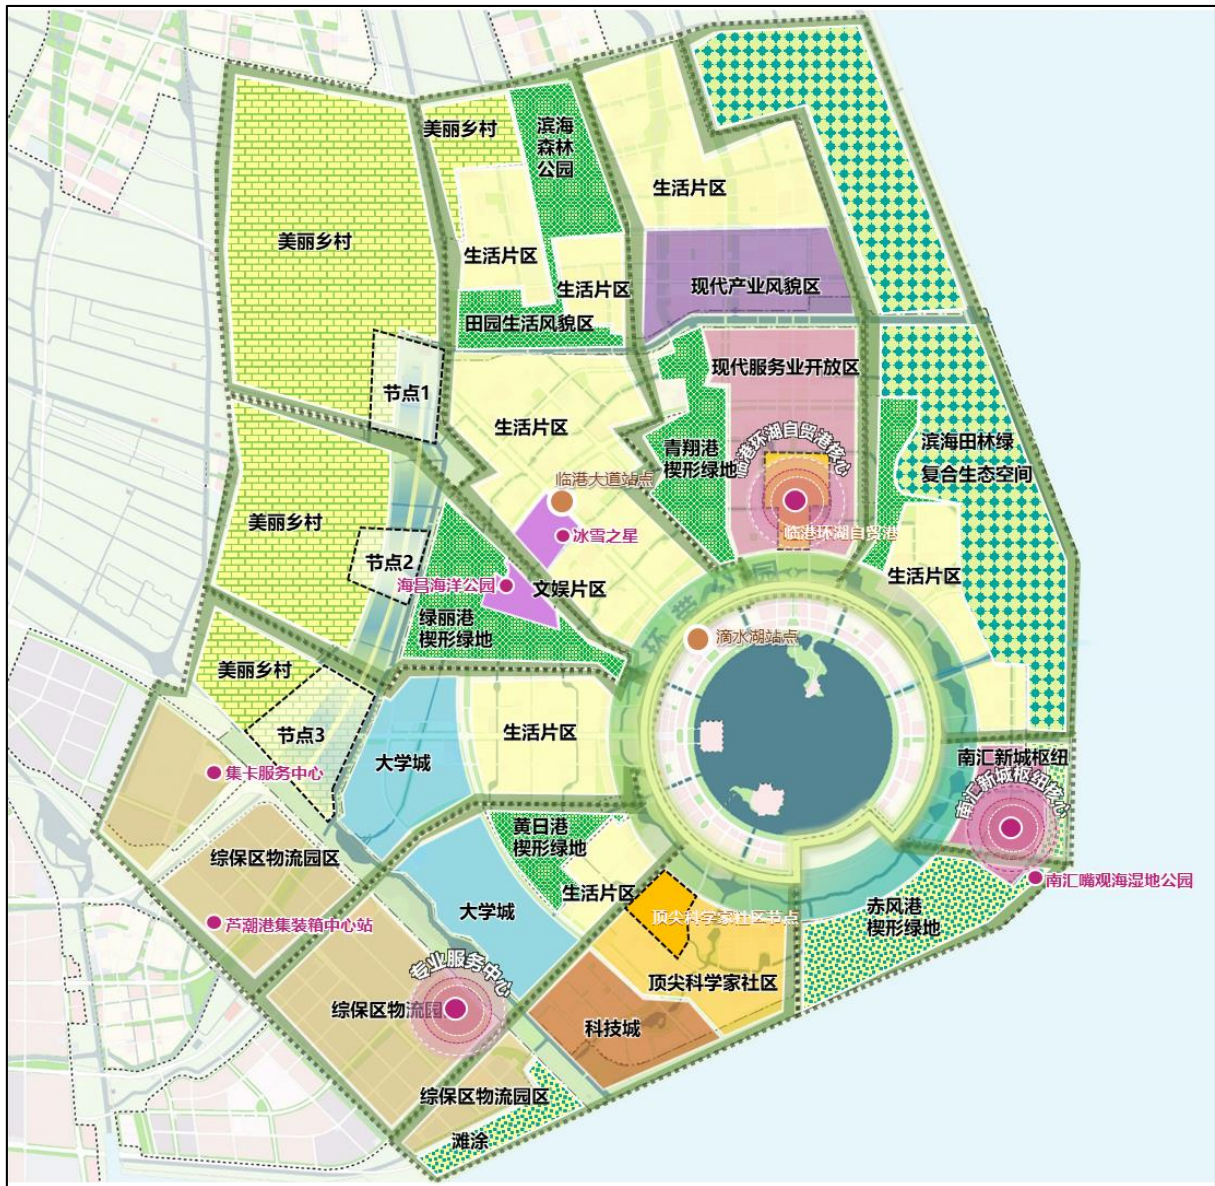 美丽乡村
滨海
森林
公园
生活片区
美丽乡村
生活片区
生活片区
现代产业风貌区
田园生活风貌区
节点1
现代服务业开放区
生活片区
临港环湖自贸港核心
青翔港
楔形绿地
滨海田林绿
复合生态空间
临港大道站点
美丽乡村
冰雪之星
临港环湖自贸港
节点2
海昌海洋公园
文娱片区
生活片区
环带公园
绿丽港
楔形绿地
滴水湖站点
美丽乡村
节点3
生活片区
大学城
南汇新城枢纽
集卡服务中心
南汇新城枢纽核心
黄日港
楔形绿地
综保区物流园区
生活片区
南汇嘴观海湿地公园
大学城
顶尖科学家社区节点
赤风港
楔形绿地
芦潮港集装箱中心站
专业服务中心
顶尖科学家社区
综保区物流园
科技城
综保区物流园区
滩涂